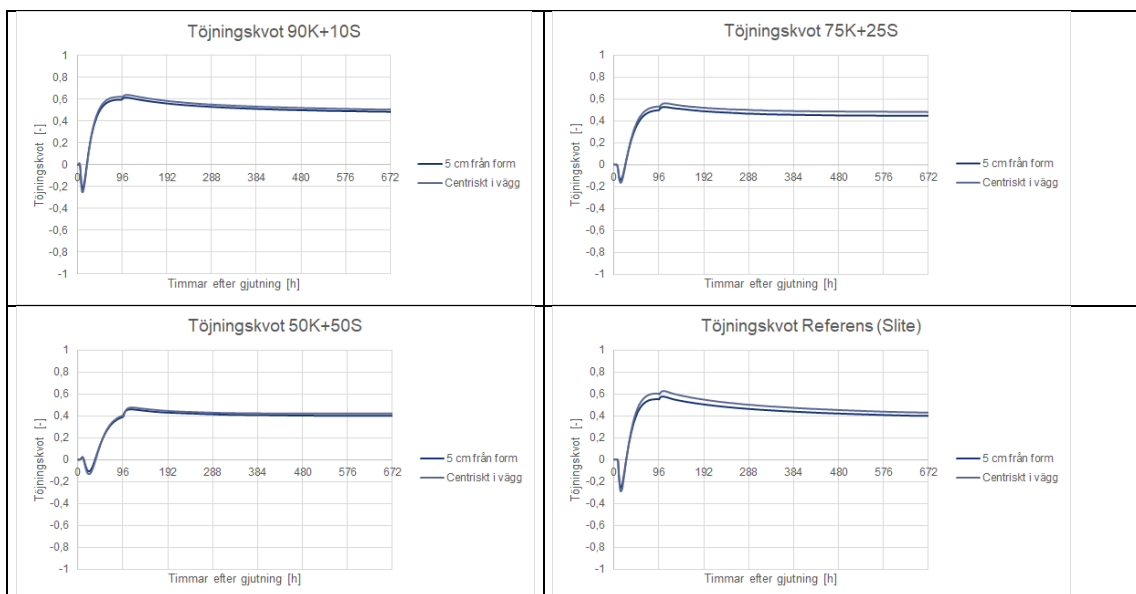 Töjningskvot 90K+10S
1
0,8
0,6
0,4
0,2
0
-0,2
-0,4
-0,6
-0,8
-1
0 96 192 288 384 480 576 672
Töjningskvot [-]
Timmar efter gjutning [h]
5 cm från form
Centriskt i vägg
Töjningskvot 75K+25S
1
0,8
0,6
0,4
0,2
0
-0,2
-0,4
-0,6
-0,8
-1
0 96 192 288 384 480 576 672
Töjningskvot [-]
Timmar efter gjutning [h]
5 cm från form
Centriskt i vägg
Töjningskvot 50K+50S
1
0,8
0,6
0,4
0,2
0
-0,2
-0,4
-0,6
-0,8
-1
0 96 192 288 384 480 576 672
Töjningskvot [-]
Timmar efter gjutning [h]
5 cm från form
Centriskt i vägg
Töjningskvot Referens (Slite)
1
0,8
0,6
0,4
0,2
0
-0,2
-0,4
-0,6
-0,8
-1
0 96 192 288 384 480 576 672
Töjningskvot [-]
Timmar efter gjutning [h]
5 cm från form
Centriskt i vägg